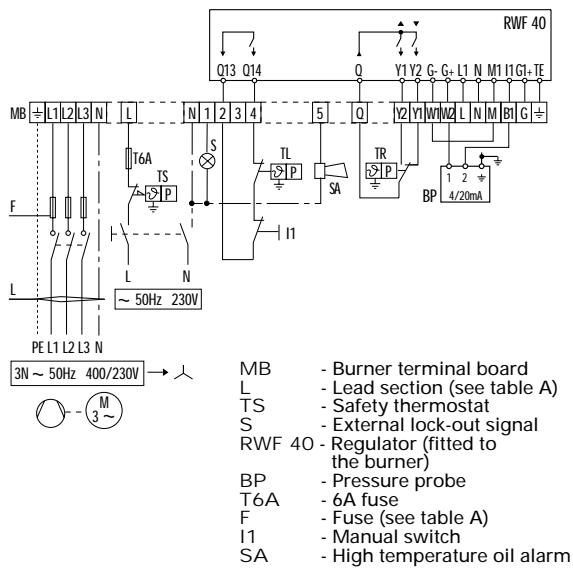 RWF 40
Q13 Q14 Q Y1 Y2 G- G+ L1 N M1 I1 G1+ TE
MB L1 L2 L3 N L N 1 2 3 4 5 Q Y2 Y1 W1 W2 L N M B1 G
T6A
S
TS
ϑ P
TL
ϑ P
SA
TR
ϑ P
1 2
BP
4/20mA
F
I1
L
L N
~ 50Hz 230V
PE L1 L2 L3 N
3N ~ 50Hz 400/230V
M
3 ~
MB - Burner terminal board
L - Lead section (see table A)
TS - Safety thermostat
S - External lock-out signal
RWF 40 - Regulator (fitted to
the burner)
BP - Pressure probe
T6A - 6A fuse
F - Fuse (see table A)
I1 - Manual switch
SA - High temperature oil alarm